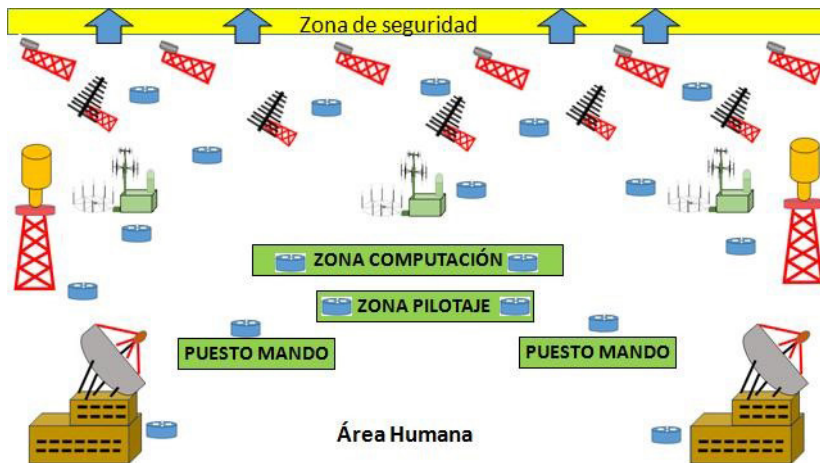 Zona de seguridad
ZONA COMPUTACIÓN
ZONA PILOTAJE
PUESTO MANDO
PUESTO MANDO
Área Humana